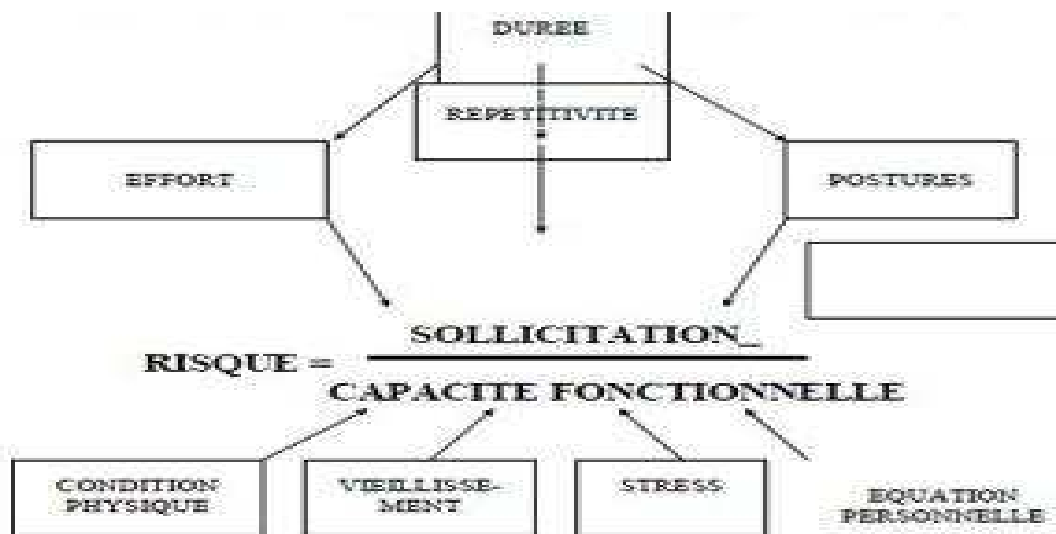 DUREE
REPETITIVITE
EFFORT
POSTURES
SOLLICITATION_
RISQUE =
CAPACITE FONCTIONNELLE
CONDITION
PHYSIQUE
VIEILLISSE-
MENT
STRESS
EQUATION
PERSONNELLE